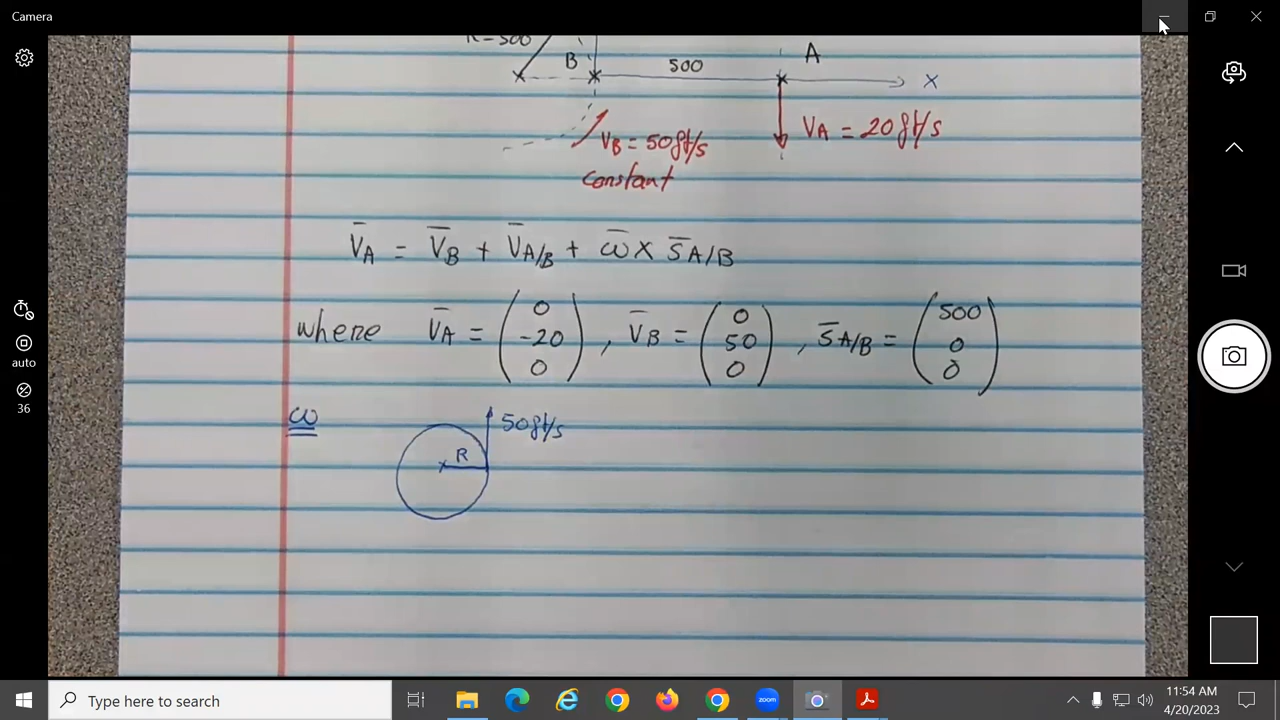 Camera
R=500
B
500
A
X
VB = 50ft/s
constant
VA = 20ft/s
V̄A = V̄B + V̄A/B + ω̄ x S̄A/B
where V̄A = (0 -20 0), V̄B = (0 50 0), S̄A/B = (500 0 0)
ω
R
50ft/s
auto
36
Type here to search
zoom
11:54 AM
4/20/2023